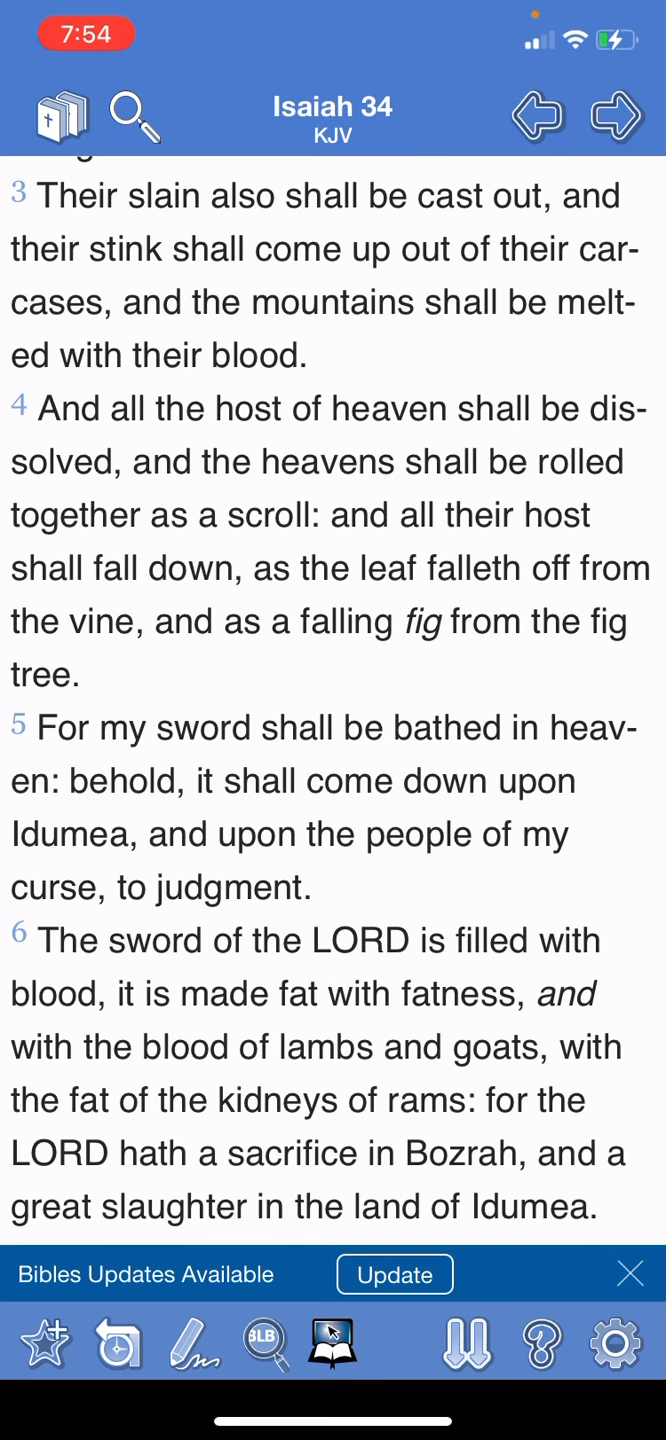 7:54
Isaiah 34
KJV
3 Their slain also shall be cast out, and
their stink shall come up out of their car-
cases, and the mountains shall be melt-
ed with their blood.
4 And all the host of heaven shall be dis-
solved, and the heavens shall be rolled
together as a scroll: and all their host
shall fall down, as the leaf falleth off from
the vine, and as a falling fig from the fig
tree.
5 For my sword shall be bathed in heav-
en: behold, it shall come down upon
Idumea, and upon the people of my
curse, to judgment.
6 The sword of the LORD is filled with
blood, it is made fat with fatness, and
with the blood of lambs and goats, with
the fat of the kidneys of rams: for the
LORD hath a sacrifice in Bozrah, and a
great slaughter in the land of Idumea.
Bibles Updates Available Update
BLB